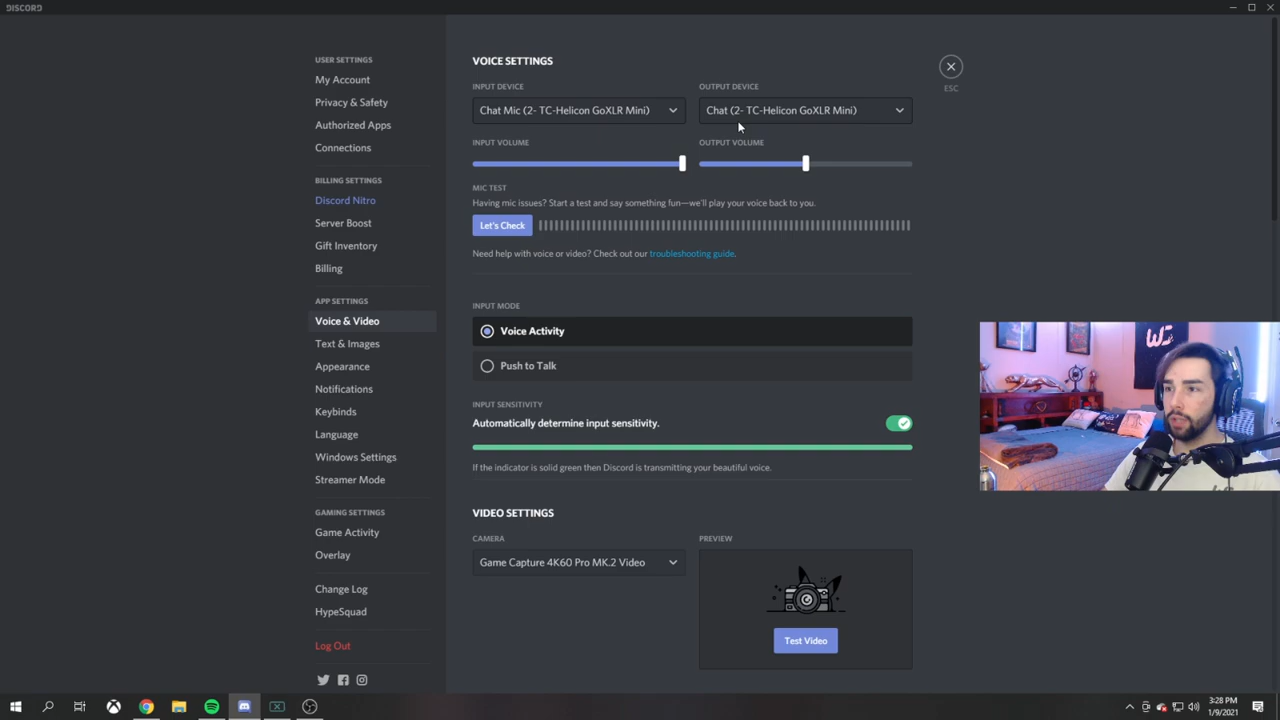 DISCORD
USER SETTINGS
My Account
Privacy & Safety
Authorized Apps
Connections
BILLING SETTINGS
Discord Nitro
Server Boost
Gift Inventory
Billing
APP SETTINGS
Voice & Video
Text & Images
Appearance
Notifications
Keybinds
Language
Windows Settings
Streamer Mode
GAMING SETTINGS
Game Activity
Overlay
Change Log
HypeSquad
Log Out
VOICE SETTINGS
INPUT DEVICE
OUTPUT DEVICE
Chat Mic (2- TC-Helicon GoXLR Mini)
Chat (2- TC-Helicon GoXLR Mini)
INPUT VOLUME
OUTPUT VOLUME
MIC TEST
Having mic issues? Start a test and say something fun—we'll play your voice back to you.
Let's Check
Need help with voice or video? Check out our troubleshooting guide.
INPUT MODE
Voice Activity
Push to Talk
INPUT SENSITIVITY
Automatically determine input sensitivity.
If the indicator is solid green then Discord is transmitting your beautiful voice.
VIDEO SETTINGS
CAMERA
PREVIEW
Game Capture 4K60 Pro MK.2 Video
Test Video
ESC
3:28 PM
1/9/2021